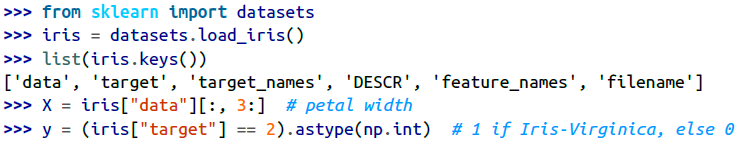 >>> from sklearn import datasets
>>> iris = datasets.load_iris()
>>> list(iris.keys())
['data', 'target', 'target_names', 'DESCR', 'feature_names', 'filename']
>>> X = iris["data"][:, 3:]  # petal width
>>> y = (iris["target"] == 2).astype(np.int)  # 1 if Iris-Virginica, else 0